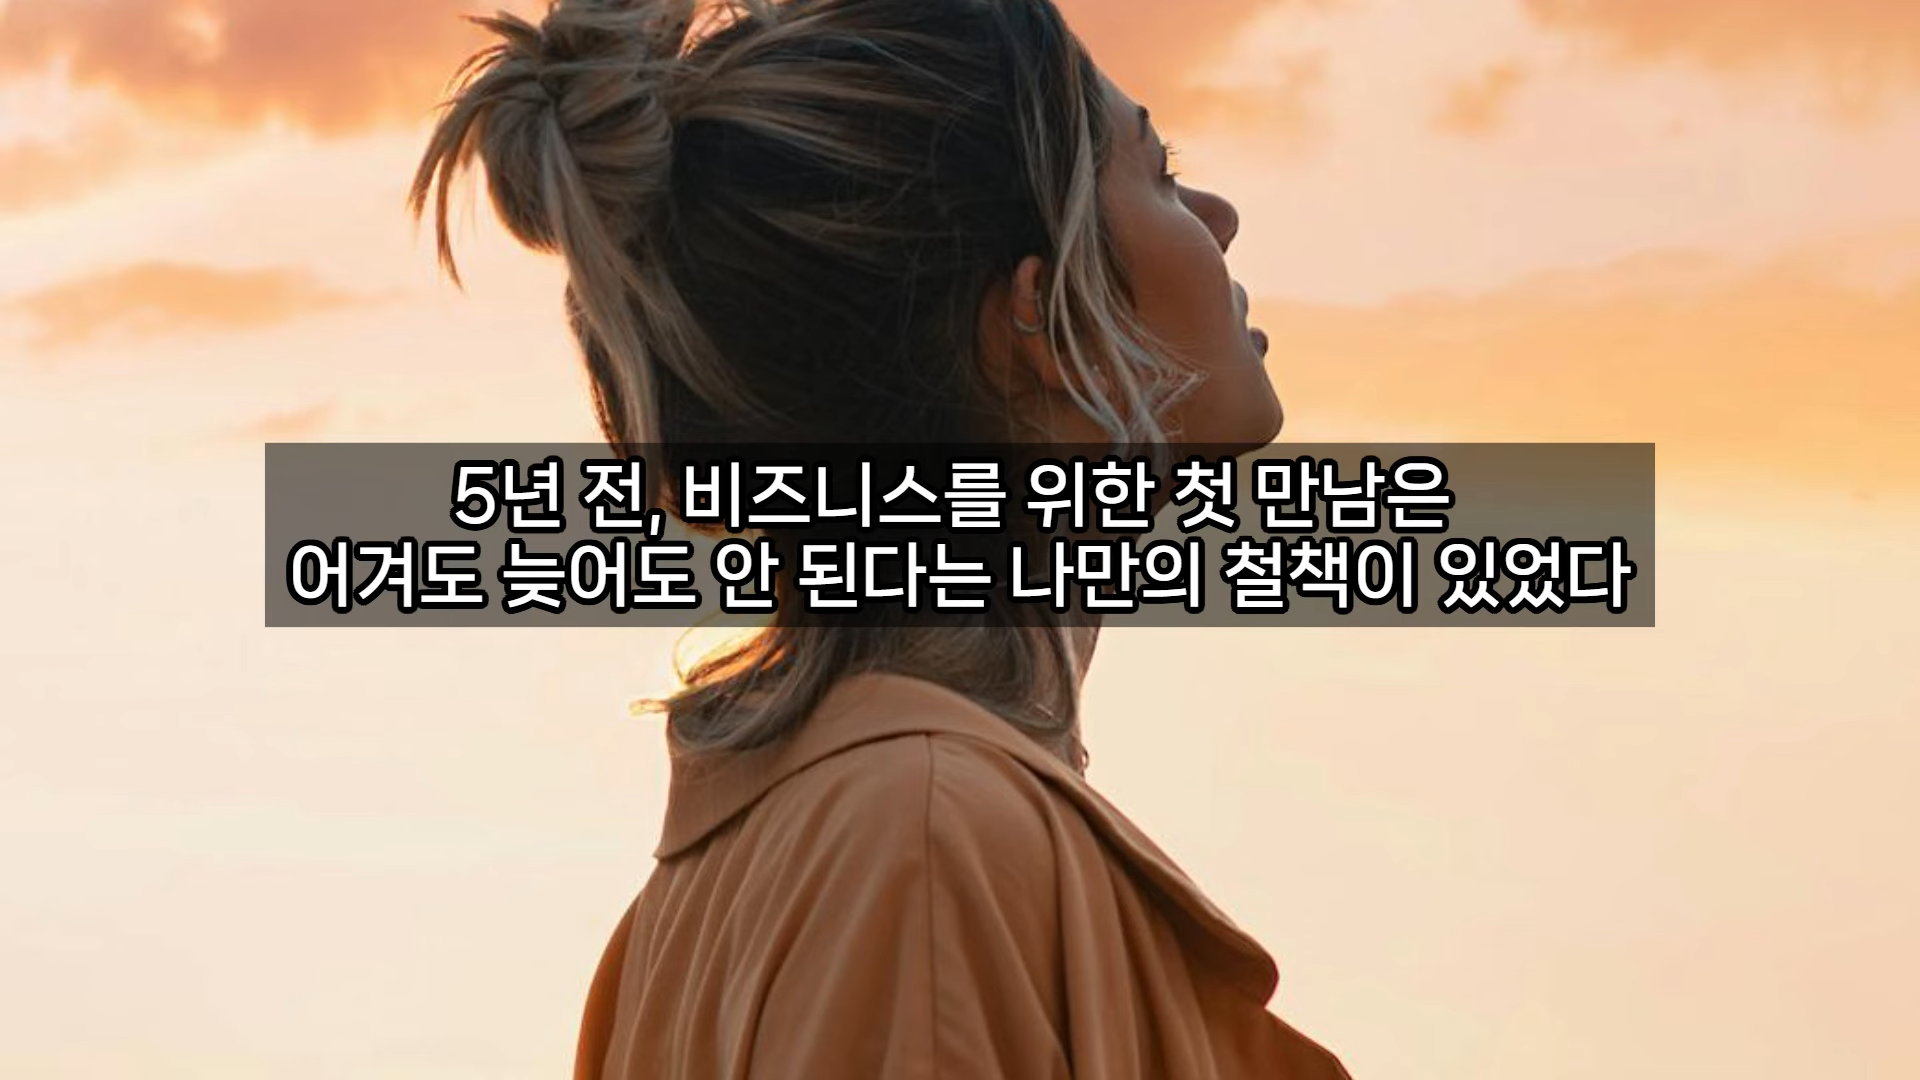 5년 전, 비즈니스를 위한 첫 만남은
어겨도 늦어도 안 된다는 나만의 철책이 있었다